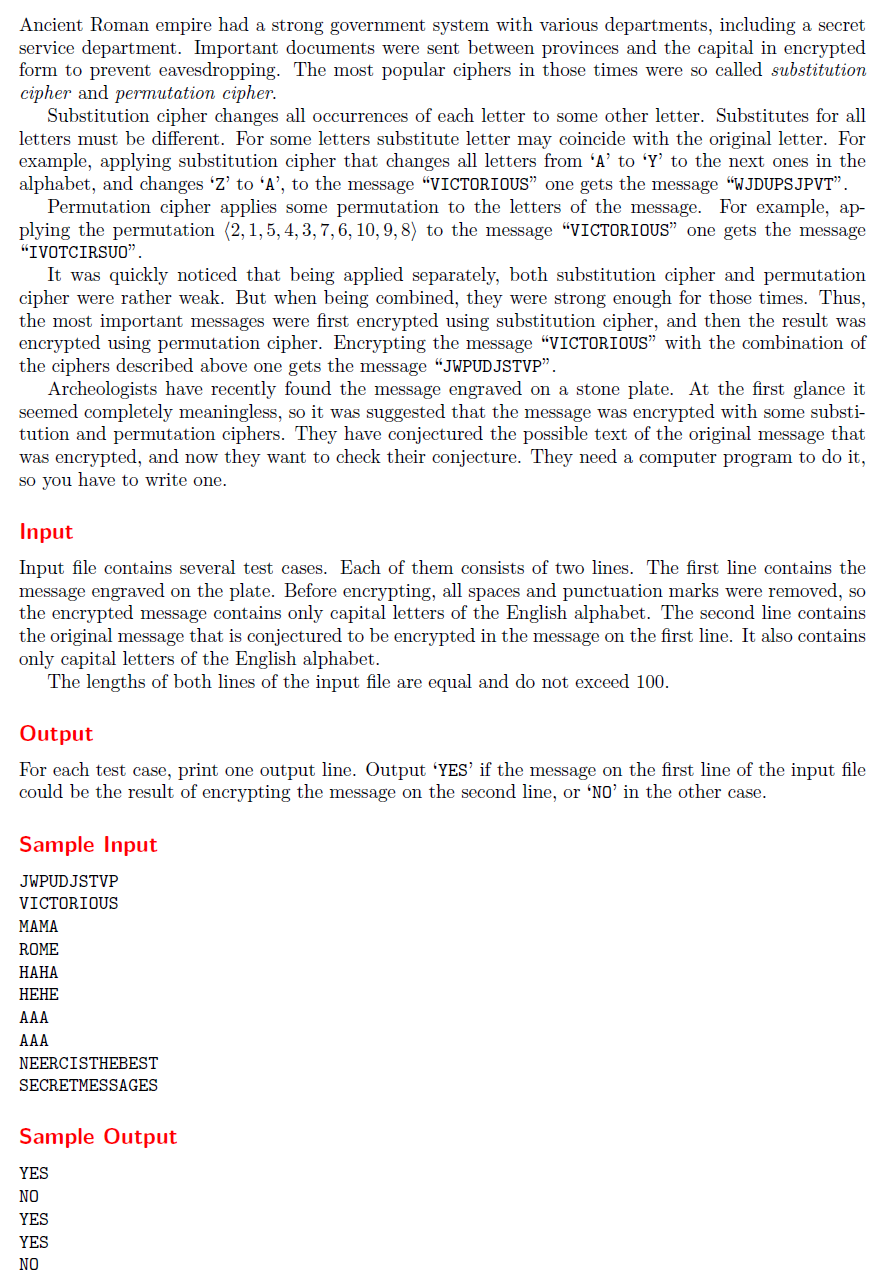 Ancient Roman empire had a strong government system with various departments, including a secret
service department. Important documents were sent between provinces and the capital in encrypted
form to prevent eavesdropping. The most popular ciphers in those times were so called substitution
cipher and permutation cipher.
Substitution cipher changes all occurrences of each letter to some other letter. Substitutes for all
letters must be different. For some letters substitute letter may coincide with the original letter. For
example, applying substitution cipher that changes all letters from ‘A’ to ‘Y’ to the next ones in the
alphabet, and changes ‘Z’ to ‘A’, to the message “VICTORIOUS” one gets the message “WJDUPSJPVT”.
Permutation cipher applies some permutation to the letters of the message. For example, ap-
plying the permutation ⟨2, 1, 5, 4, 3, 7, 6, 10, 9, 8⟩ to the message “VICTORIOUS” one gets the message
“IVOTCIRSUO”.
It was quickly noticed that being applied separately, both substitution cipher and permutation
cipher were rather weak. But when being combined, they were strong enough for those times. Thus,
the most important messages were first encrypted using substitution cipher, and then the result was
encrypted using permutation cipher. Encrypting the message “VICTORIOUS” with the combination of
the ciphers described above one gets the message “JWPUDJSTVP”.
Archeologists have recently found the message engraved on a stone plate. At the first glance it
seemed completely meaningless, so it was suggested that the message was encrypted with some substi-
tution and permutation ciphers. They have conjectured the possible text of the original message that
was encrypted, and now they want to check their conjecture. They need a computer program to do it,
so you have to write one.
Input
Input file contains several test cases. Each of them consists of two lines. The first line contains the
message engraved on the plate. Before encrypting, all spaces and punctuation marks were removed, so
the encrypted message contains only capital letters of the English alphabet. The second line contains
the original message that is conjectured to be encrypted in the message on the first line. It also contains
only capital letters of the English alphabet.
The lengths of both lines of the input file are equal and do not exceed 100.
Output
For each test case, print one output line. Output ‘YES’ if the message on the first line of the input file
could be the result of encrypting the message on the second line, or ‘NO’ in the other case.
Sample Input
JWPUDJSTVP
VICTORIOUS
MAMA
ROME
HAHA
HEHE
AAA
AAA
NEERCISTHEBEST
SECRETMESSAGES
Sample Output
YES
NO
YES
YES
NO